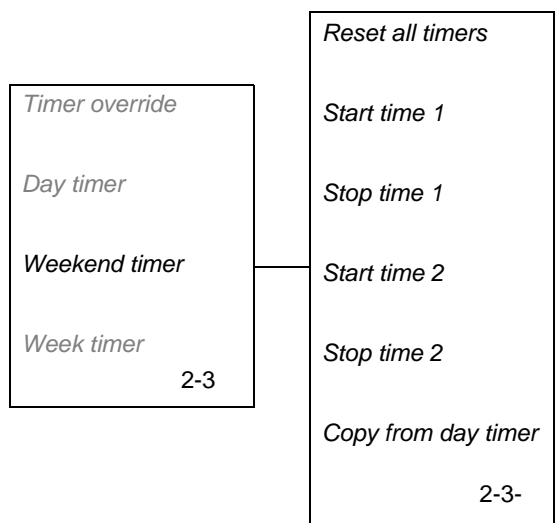 Timer override
Day timer
Weekend timer
Week timer
2-3
Reset all timers
Start time 1
Stop time 1
Start time 2
Stop time 2
Copy from day timer
2-3-